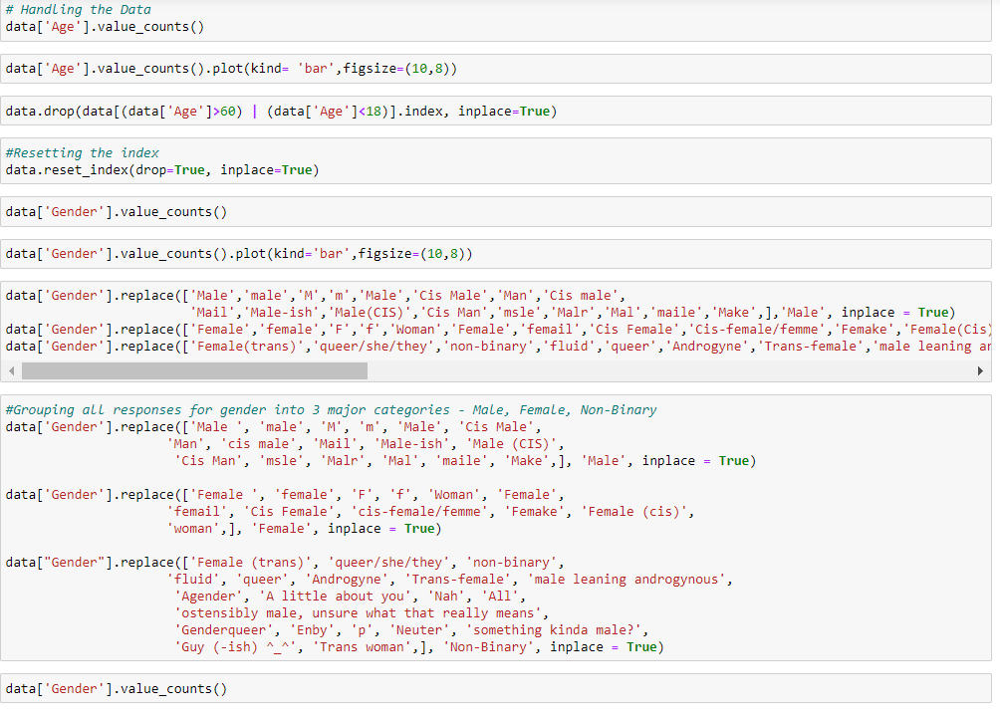 # Handling the Data
data['Age'].value_counts()
data['Age'].value_counts().plot(kind= 'bar',figsize=(10,8))
data.drop(data[(data['Age']>60) | (data['Age']<18)].index, inplace=True)
#Resetting the index
data.reset_index(drop=True, inplace=True)
data['Gender'].value_counts()
data['Gender'].value_counts().plot(kind='bar',figsize=(10,8))
data['Gender'].replace(['Male','male','M','m','Male','Cis Male','Man','Cis male',
'Mail','Male-ish','Male(CIS)','Cis Man','msle','Malr','Mal','maile','Make',],'Male', inplace = True)
data['Gender'].replace(['Female','female','F','f','Woman','Female','femail','Cis Female','Cis-female/femme','Femake','Female(Cis)
data['Gender'].replace(['Female(trans)','queer/she/they','non-binary','fluid','queer','Androgyne','Trans-female','male leaning
#Grouping all responses for gender into 3 major categories - Male, Female, Non-Binary
data['Gender'].replace(['Male ', 'male', 'M', 'm', 'Male', 'Cis Male',
'Man', 'cis male', 'Mail', 'Male-ish', 'Male (CIS)',
'Cis Man', 'msle', 'Malr', 'Mal', 'maile', 'Make',], 'Male', inplace = True)
data['Gender'].replace(['Female ', 'female', 'F', 'f', 'Woman', 'Female',
'femail', 'Cis Female', 'cis-female/femme', 'Femake', 'Female (cis)',
'woman',], 'Female', inplace = True)
data["Gender"].replace(['Female (trans)', 'queer/she/they', 'non-binary',
'fluid', 'queer', 'Androgyne', 'Trans-female', 'male leaning androgynous',
'Agender', 'A little about you', 'Nah', 'All',
'ostensibly male, unsure what that really means',
'Genderqueer', 'Enby', 'p', 'Neuter', 'something kinda male?',
'Guy (-ish) ^_^', 'Trans woman',], 'Non-Binary', inplace = True)
data['Gender'].value_counts()